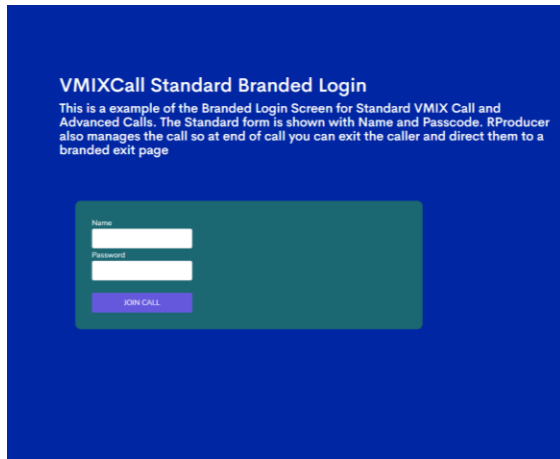 VMIXCall Standard Branded Login
This is a example of the Branded Login Screen for Standard VMIX Call and
Advanced Calls. The Standard form is shown with Name and Passcode. RProducer
also manages the call so at end of call you can exit the caller and direct them to a
branded exit page
Name
Password
JOIN CALL